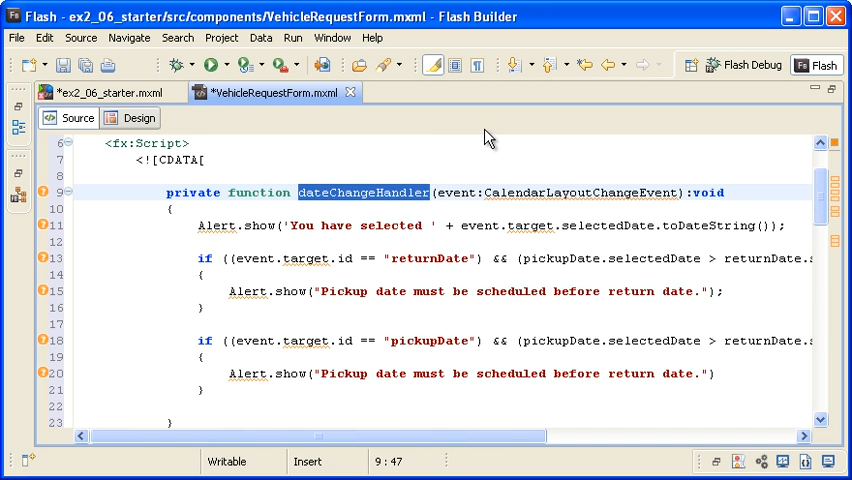 Flash - ex2_06_starter/src/components/VehicleRequestForm.mxml - Flash Builder
File Edit Source Navigate Search Project Data Run Window Help
Flash Debug Flash
*ex2_06_starter.mxml *VehicleRequestForm.mxml
Source Design
6 <fx:Script>
7 <![CDATA[
8
9 private function dateChangeHandler(event:CalendarLayoutChangeEvent):void
10 {
11 Alert.show('You have selected ' + event.target.selectedDate.toDateString());
12
13 if ((event.target.id == "returnDate") && (pickupDate.selectedDate > returnDate.s
14 {
15 Alert.show("Pickup date must be scheduled before return date.");
16 }
17
18 if ((event.target.id == "pickupDate") && (pickupDate.selectedDate > returnDate.s
19 {
20 Alert.show("Pickup date must be scheduled before return date.")
21 }
22
23 }
Writable Insert 9 : 47